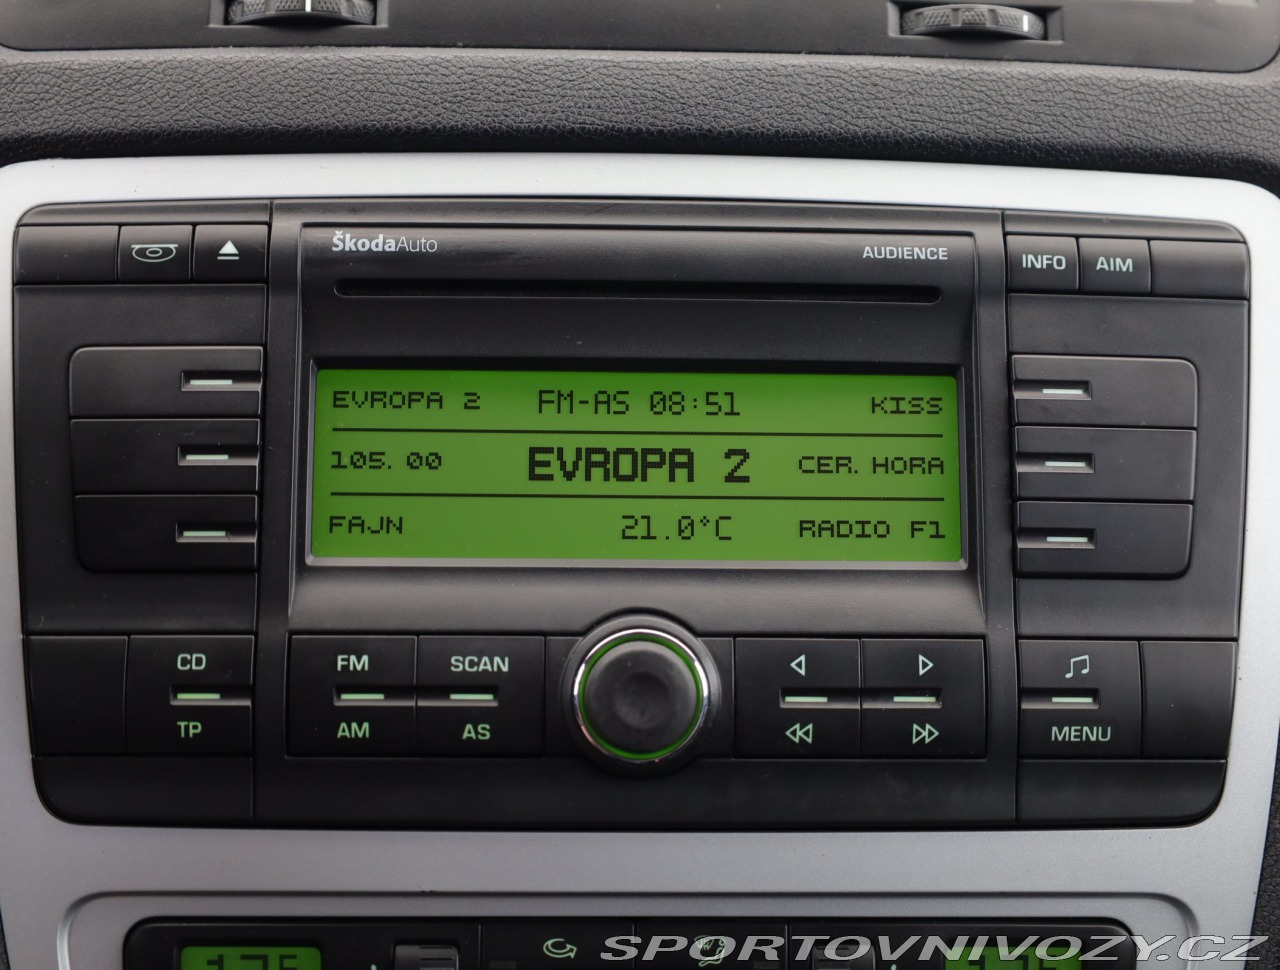 ŠkodaAuto
AUDIENCE
INFO AIM
EVROPA 2 FM-AS 08:51 KISS
105.00 EVROPA 2 CER. HORA
FAJN 21.0°C RADIO F1
CD FM SCAN
TP AM AS MENU
SPORTOVNIVOZY.CZ